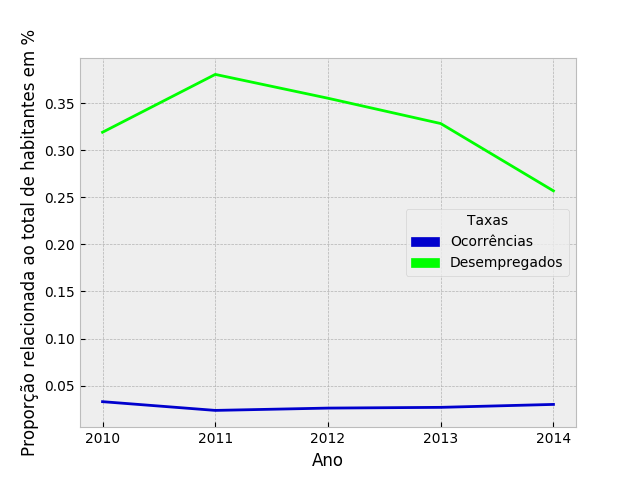 Proporção relacionada ao total de habitantes em %
0.35
0.30
0.25
0.20
0.15
0.10
0.05
Taxas
Ocorrências
Desempregados
2010 2011 2012 2013 2014
Ano